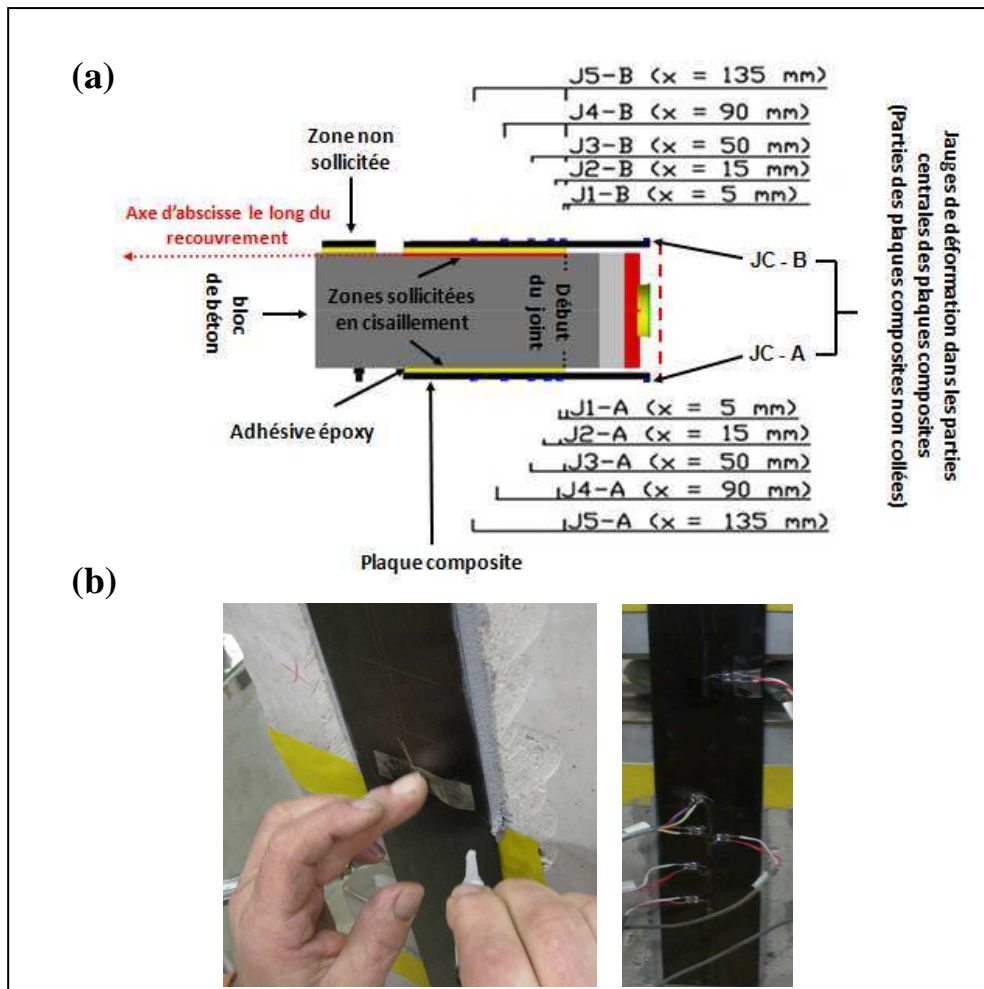 (a)
J5-B (x = 135 mm)
J4-B (x = 90 mm)
J3-B (x = 50 mm)
J2-B (x = 15 mm)
J1-B (x = 5 mm)
Zone non
sollicitée
Axe d'abscisse le long du
recouvrement
bloc
de béton
Zones sollicitées
en cisaillement
Début
du joint
JC - B
JC - A
Jauges de déformation dans les parties
centrales des plaques composites
(Parties des plaques composites non collées)
Adhésive époxy
J1-A (x = 5 mm)
J2-A (x = 15 mm)
J3-A (x = 50 mm)
J4-A (x = 90 mm)
J5-A (x = 135 mm)
Plaque composite
(b)